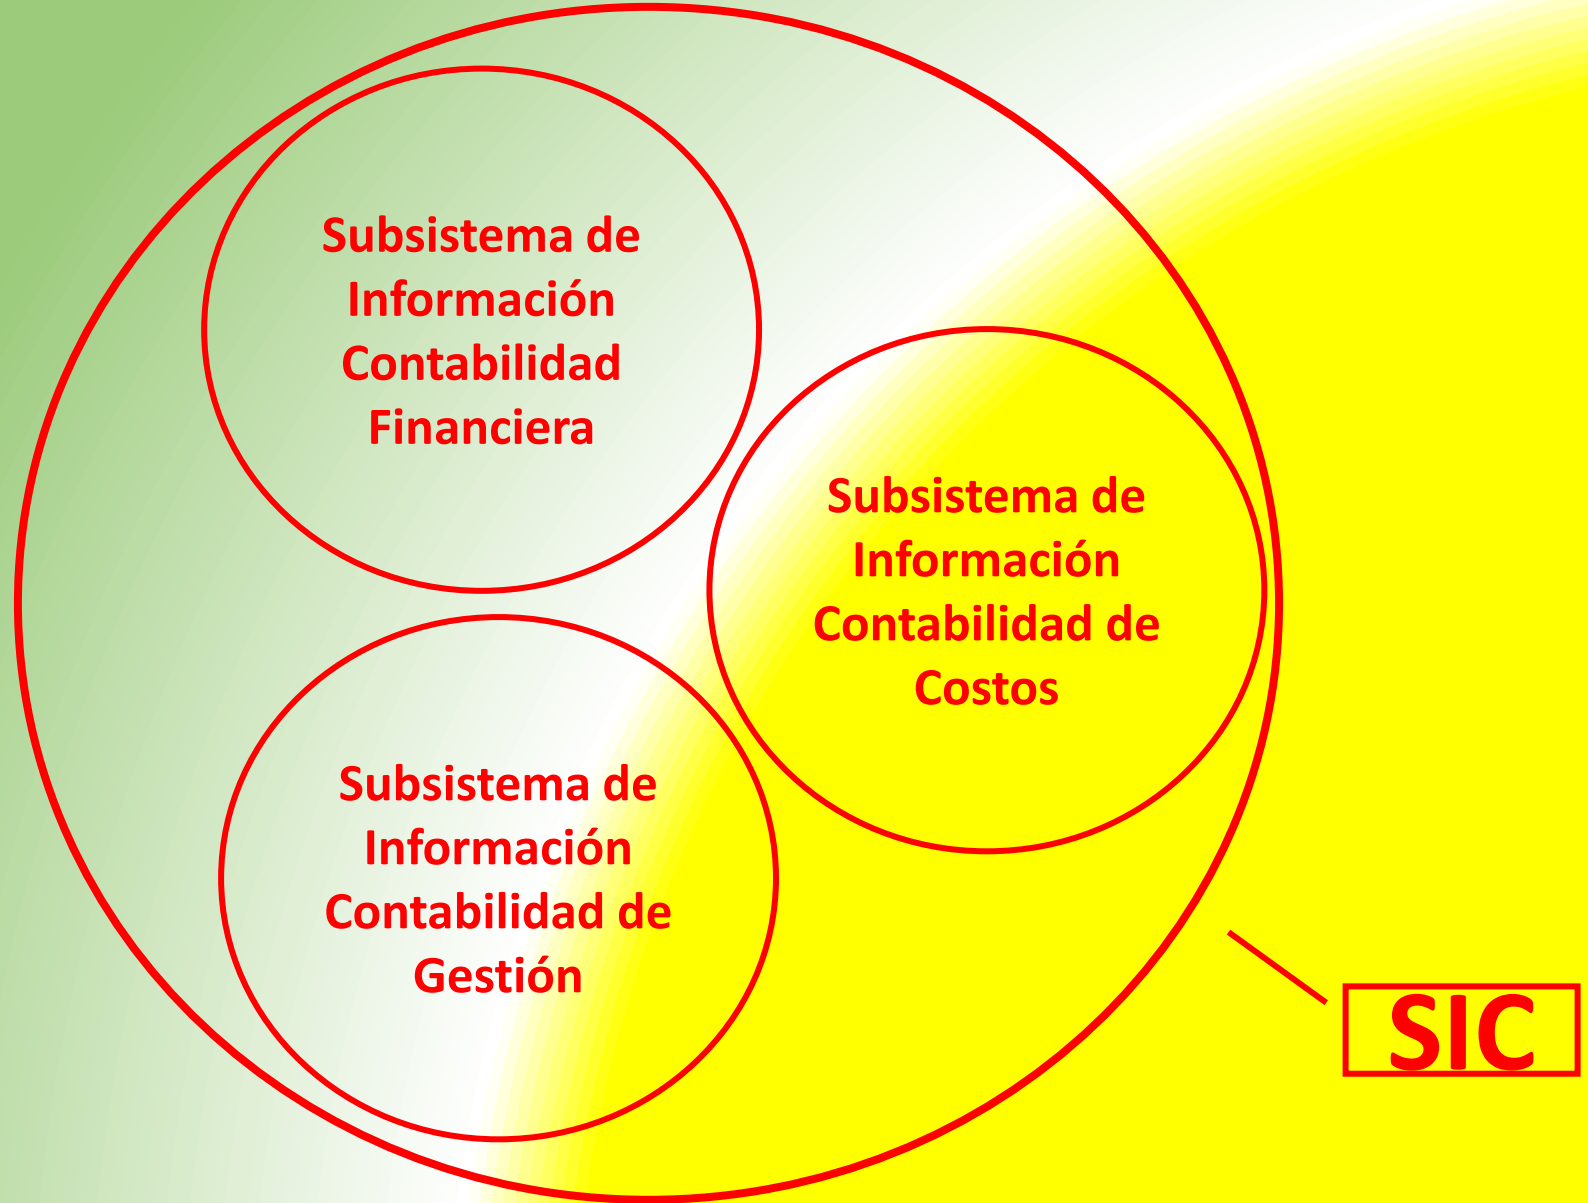 Subsistema de
Información
Contabilidad
Financiera
Subsistema de
Información
Contabilidad de
Costos
Subsistema de
Información
Contabilidad de
Gestión
SIC